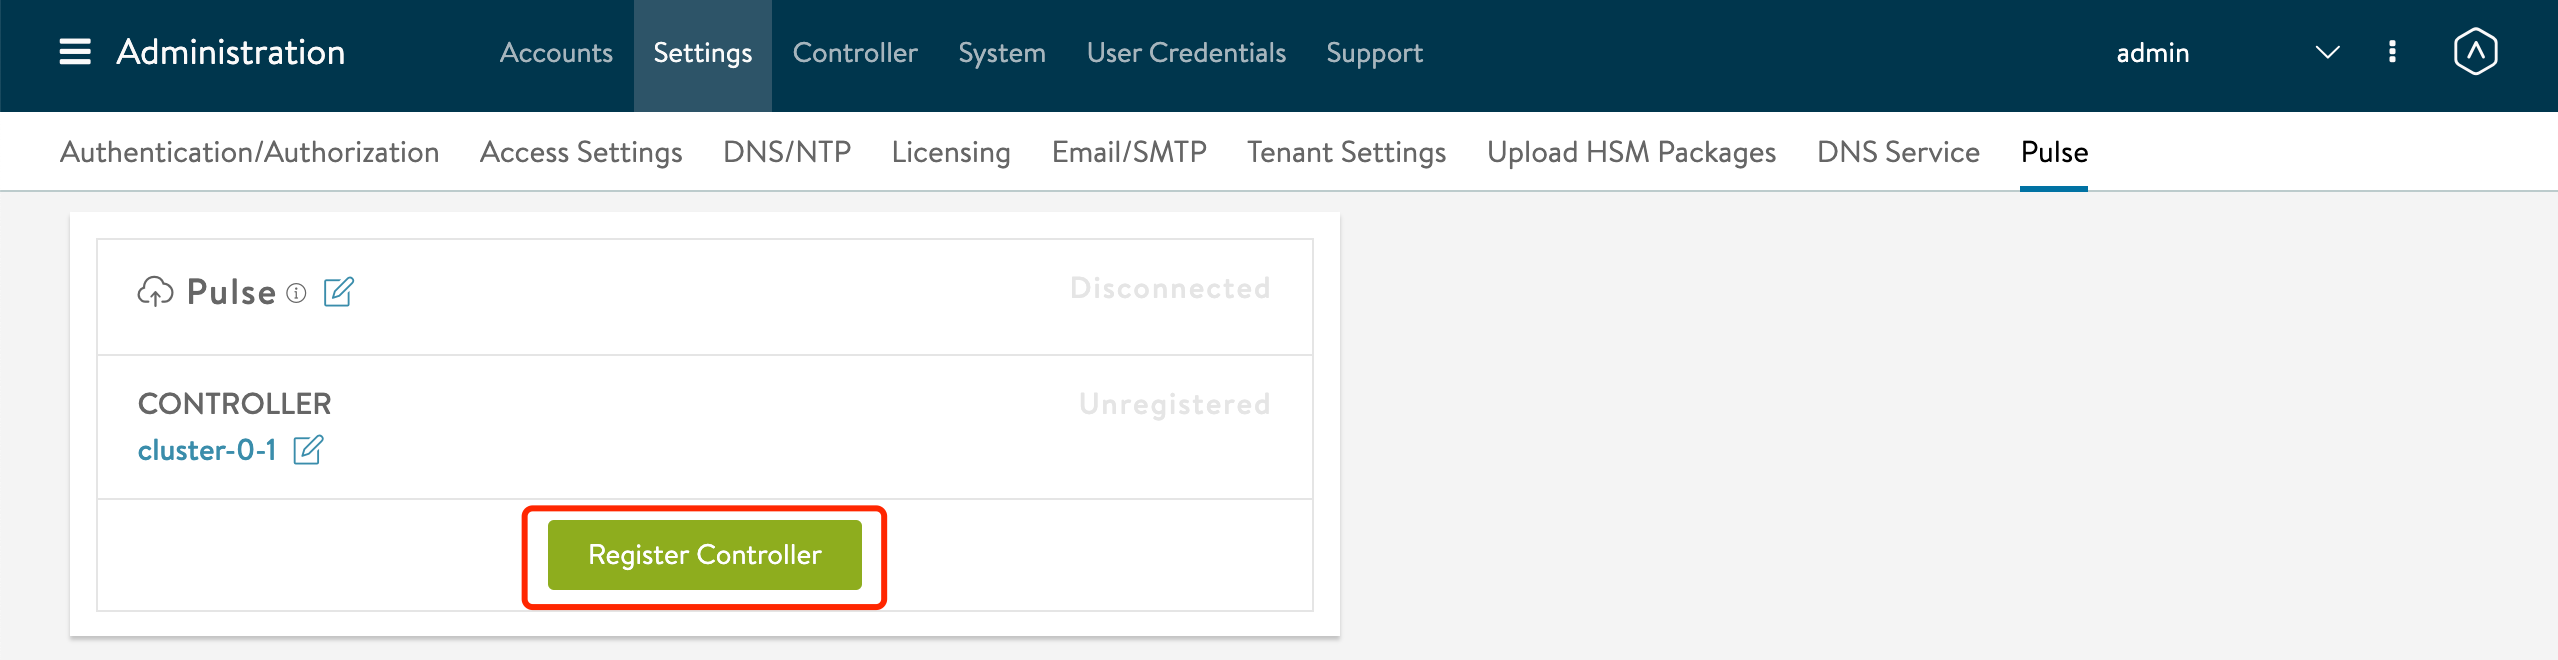 Administration Accounts Settings Controller System User Credentials Support admin
Authentication/Authorization Access Settings DNS/NTP Licensing Email/SMTP Tenant Settings Upload HSM Packages DNS Service Pulse
Pulse Disconnected
CONTROLLER Unregistered
cluster-0-1
Register Controller